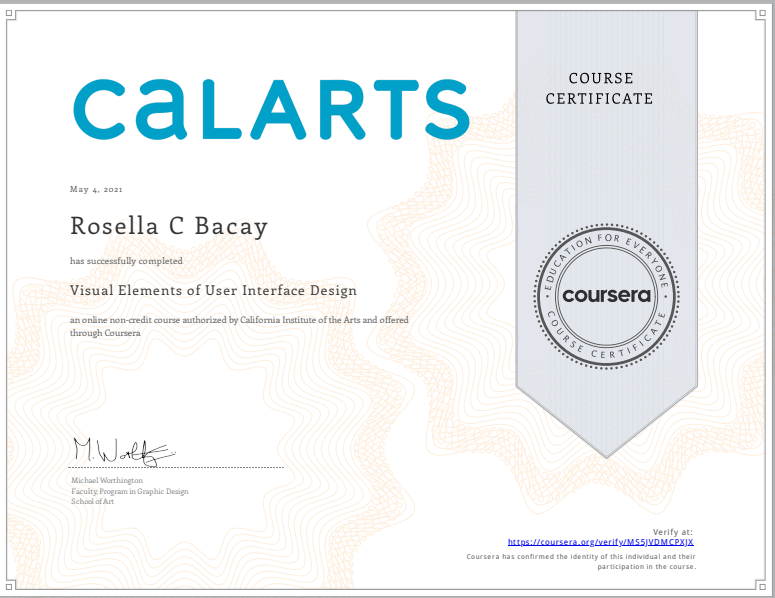 CALARTS
COURSE
CERTIFICATE
May 4, 2021
Rosella C Bacay
has successfully completed
Visual Elements of User Interface Design
an online non-credit course authorized by California Institute of the Arts and offered
through Coursera
EDUCATION FOR EVERYONE
coursera
COURSE CERTIFICATE
M. Worth
Michael Worthington
Faculty, Program in Graphic Design
School of Art
Verify at:
https://coursera.org/verify/MS5JVDMCPXJX
Coursera has confirmed the identity of this individual and their
participation in the course.